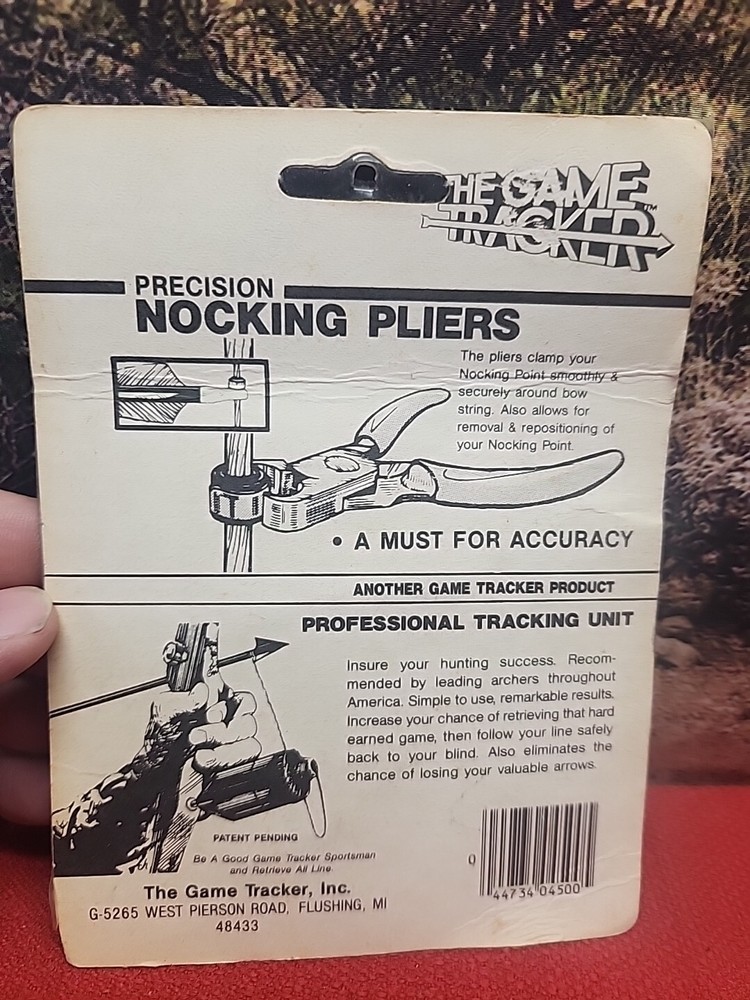 THE GAME
TRACKER™
PRECISION
NOCKING PLIERS
The pliers clamp your
Nocking Point smoothly &
securely around bow
string. Also allows for
removal & repositioning of
your Nocking Point.
• A MUST FOR ACCURACY
ANOTHER GAME TRACKER PRODUCT
PROFESSIONAL TRACKING UNIT
Insure your hunting success. Recom-
mended by leading archers throughout
America. Simple to use, remarkable results.
Increase your chance of retrieving that hard
earned game, then follow your line safely
back to your blind. Also eliminates the
chance of losing your valuable arrows.
PATENT PENDING
Be A Good Game Tracker Sportsman
and Retrieve All Line
The Game Tracker, Inc.
G-5265 WEST PIERSON ROAD, FLUSHING, MI
48433
0 44734 04500